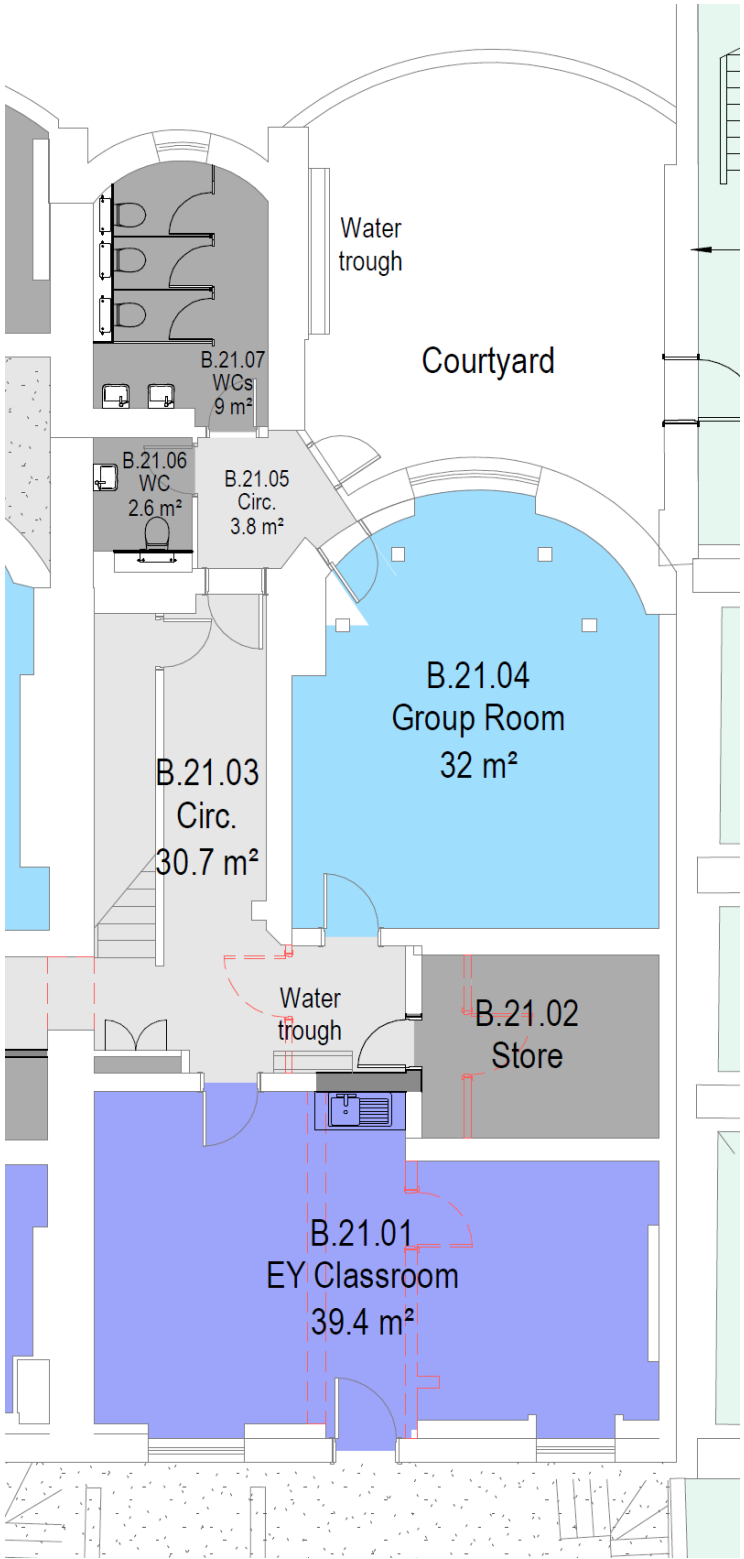 Water
trough
Courtyard
B.21.07
WCs
9 m²
B.21.06
WC
2.6 m²
B.21.05
Circ.
3.8 m²
B.21.04
Group Room
32 m²
B.21.03
Circ.
30.7 m²
Water
trough
B.21.02
Store
B.21.01
EY Classroom
39.4 m²